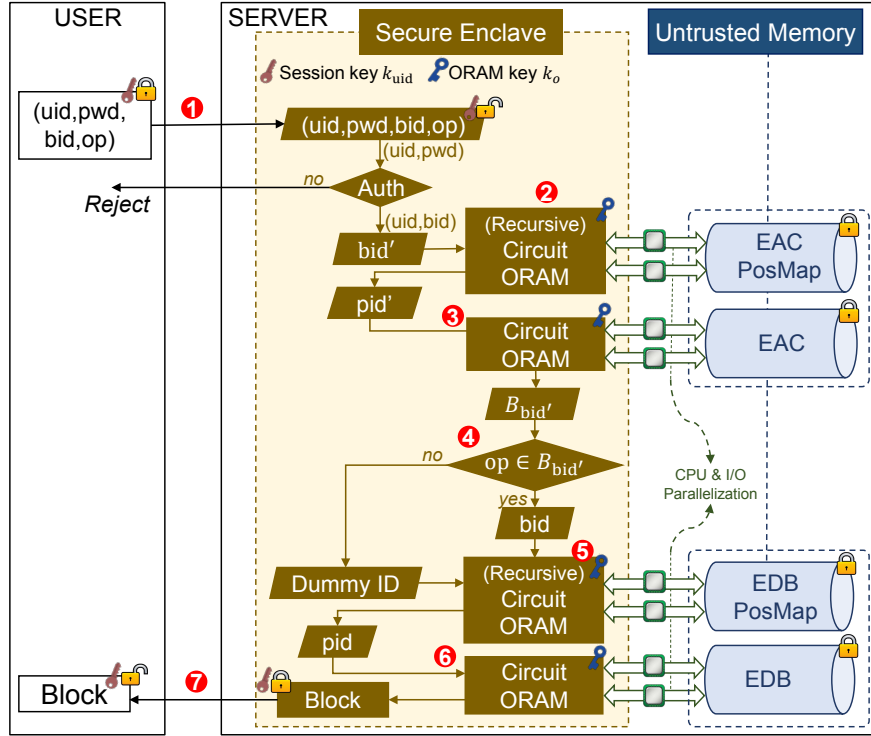 USER
SERVER
Secure Enclave
Untrusted Memory
Session key k_uid
ORAM key k_o
(uid,pwd,
bid,op)
1
(uid,pwd,bid,op)
(uid,pwd)
no
Auth
Reject
(uid,bid)
2
bid′
(Recursive)
Circuit
ORAM
EAC
PosMap
pid'
3
Circuit
ORAM
EAC
B_bid′
4
no
op ∈ B_bid′
CPU & I/O
Parallelization
yes
bid
5
Dummy ID
(Recursive)
Circuit
ORAM
EDB
PosMap
pid
6
Circuit
ORAM
EDB
7
Block
Block